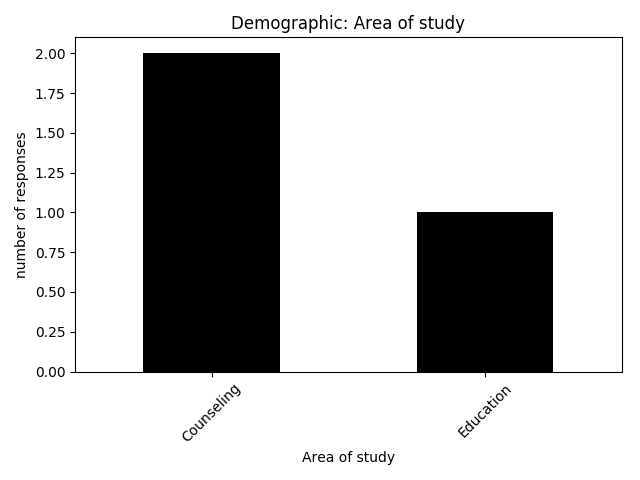 Demographic: Area of study
number of responses
2.00
1.75
1.50
1.25
1.00
0.75
0.50
0.25
0.00
Counseling
Education
Area of study